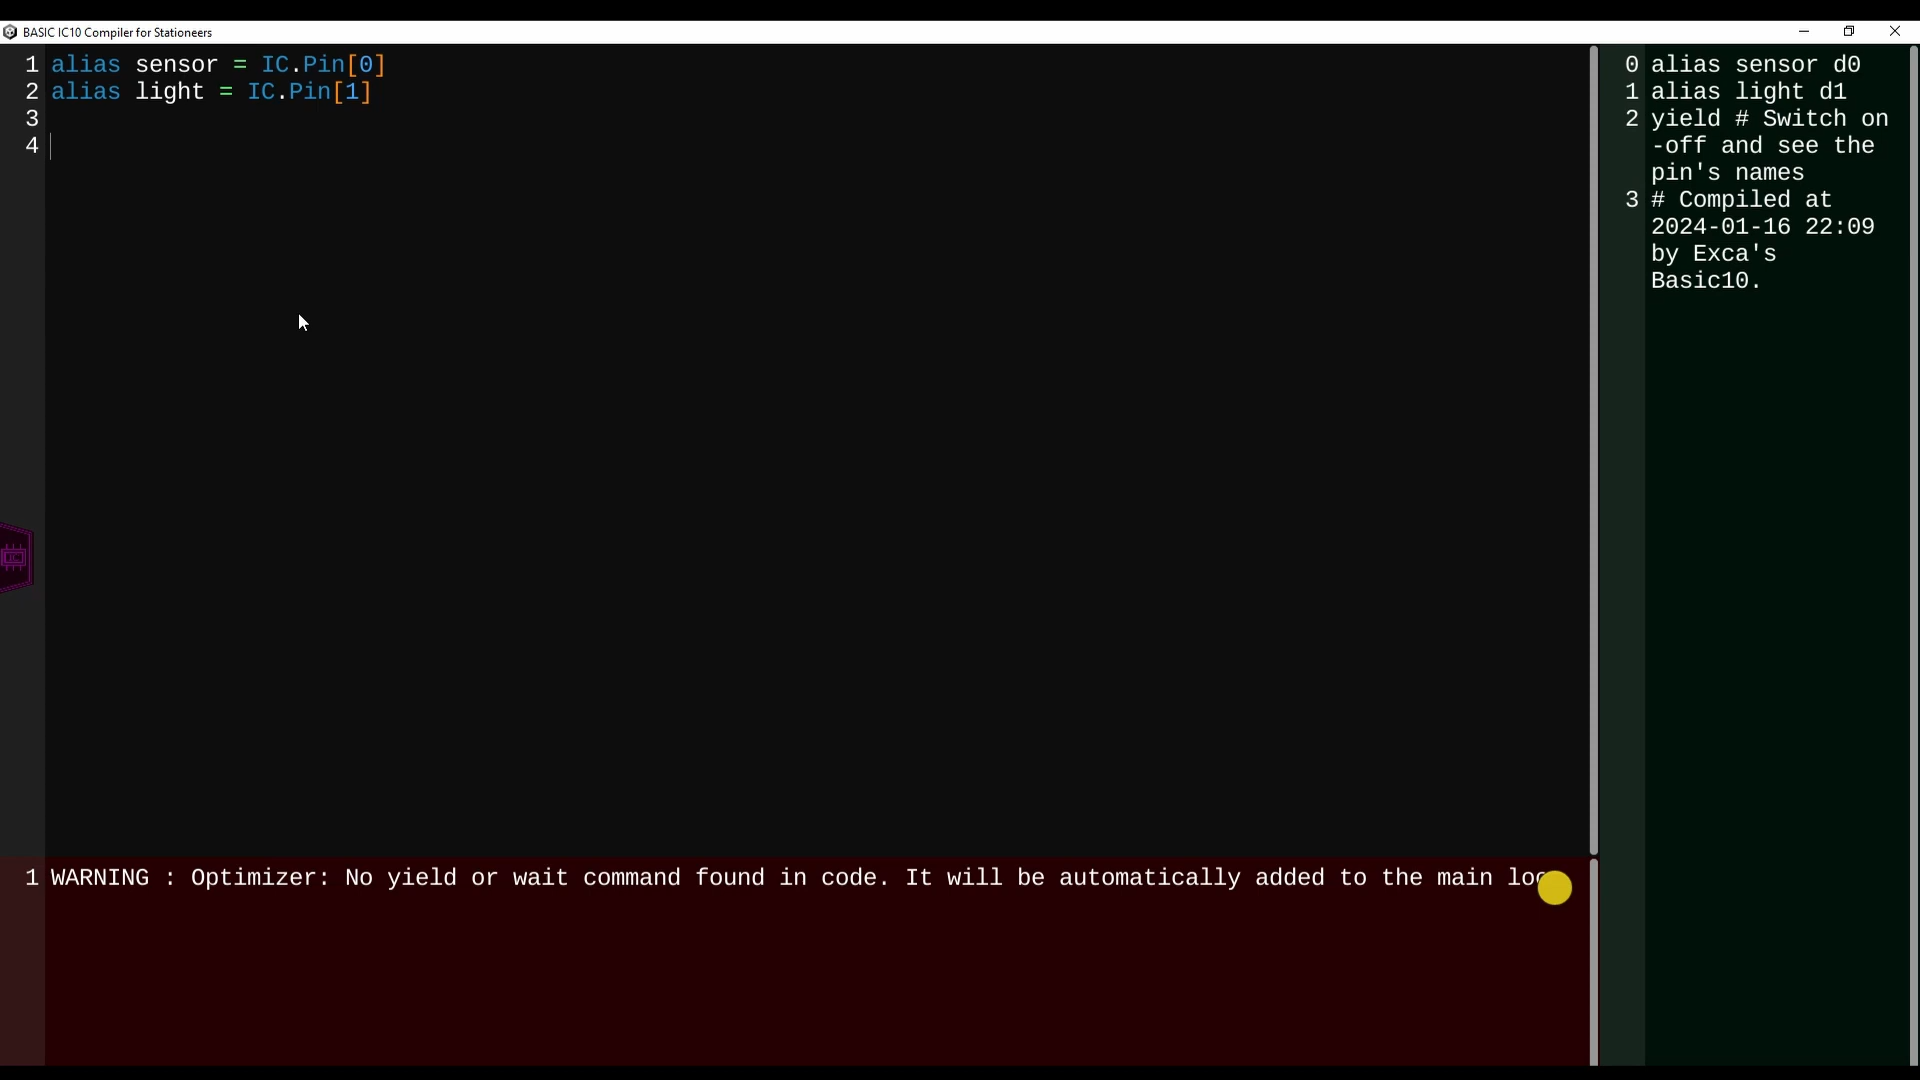 BASIC IC10 Compiler for Stationeers
1 alias sensor = IC.Pin[0]
2 alias light = IC.Pin[1]
3
4
0 alias sensor d0
1 alias light d1
2 yield # Switch on
-off and see the
pin's names
3 # Compiled at
2024-01-16 22:09
by Exca's
Basic10.
1 WARNING : Optimizer: No yield or wait command found in code. It will be automatically added to the main